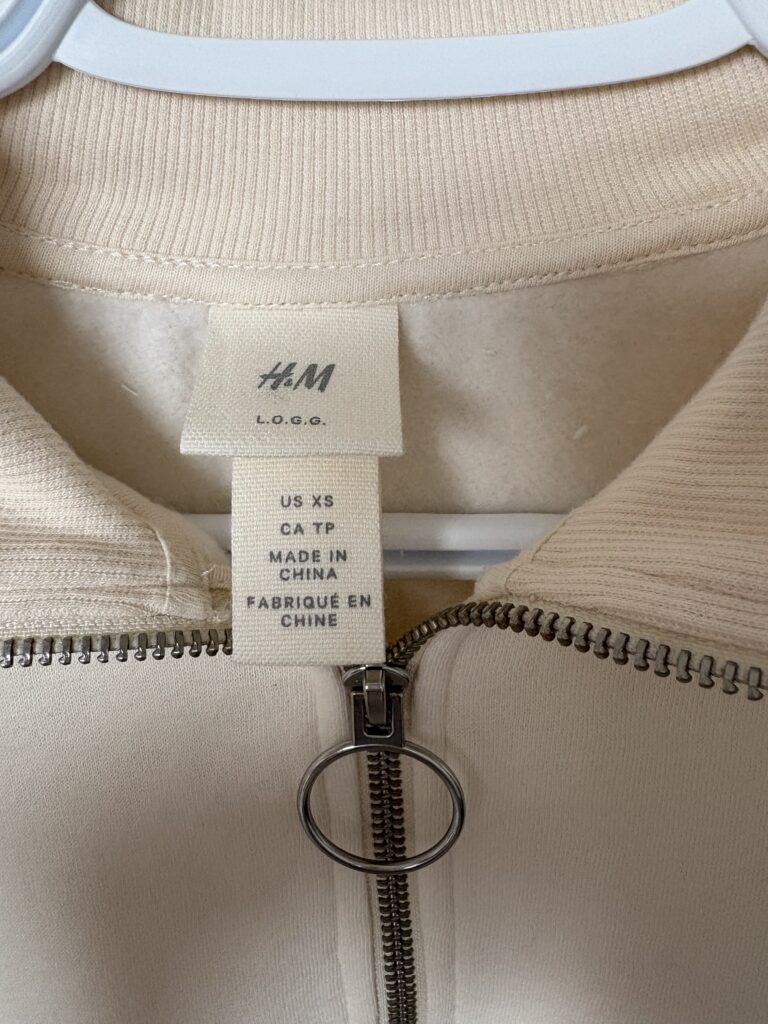 H&M
L.O.G.G.
US XS
CA TP
MADE IN
CHINA
FABRIQUÉ EN
CHINE